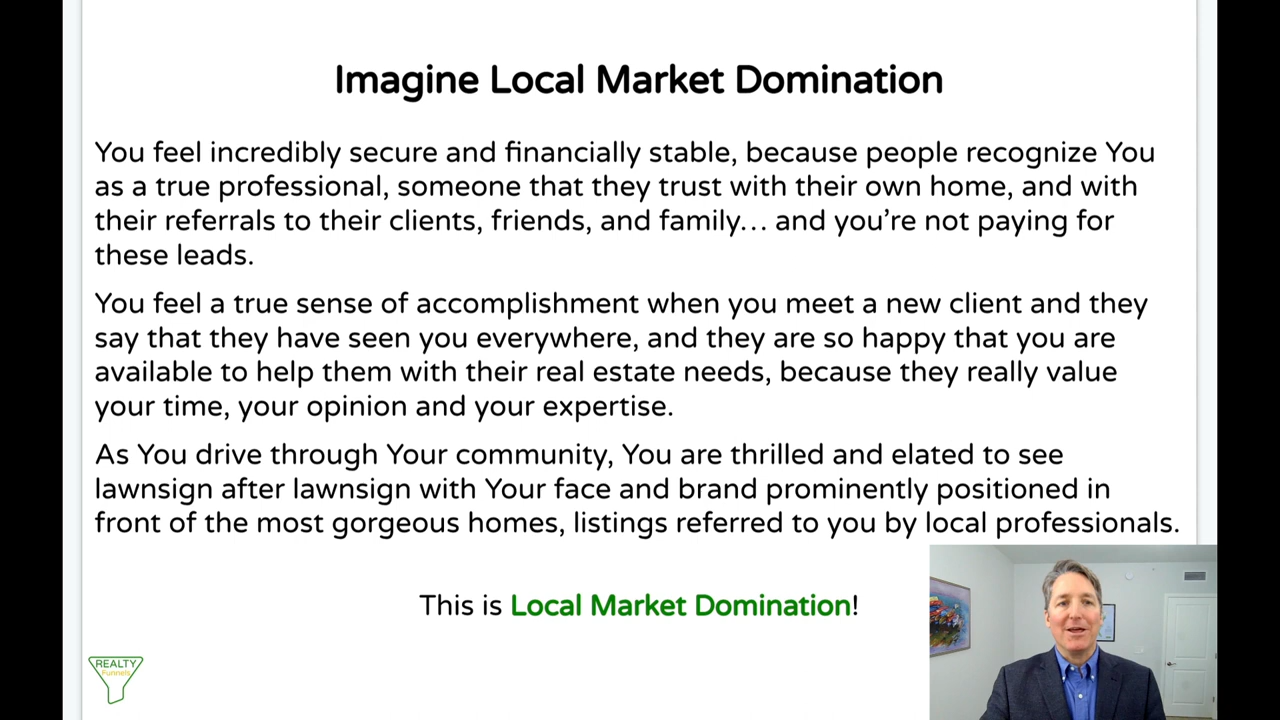 Imagine Local Market Domination
You feel incredibly secure and financially stable, because people recognize You
as a true professional, someone that they trust with their own home, and with
their referrals to their clients, friends, and family… and you’re not paying for
these leads.
You feel a true sense of accomplishment when you meet a new client and they
say that they have seen you everywhere, and they are so happy that you are
available to help them with their real estate needs, because they really value
your time, your opinion and your expertise.
As You drive through Your community, You are thrilled and elated to see
lawnsign after lawnsign with Your face and brand prominently positioned in
front of the most gorgeous homes, listings referred to you by local professionals.
This is Local Market Domination!
REALTY
Funnels